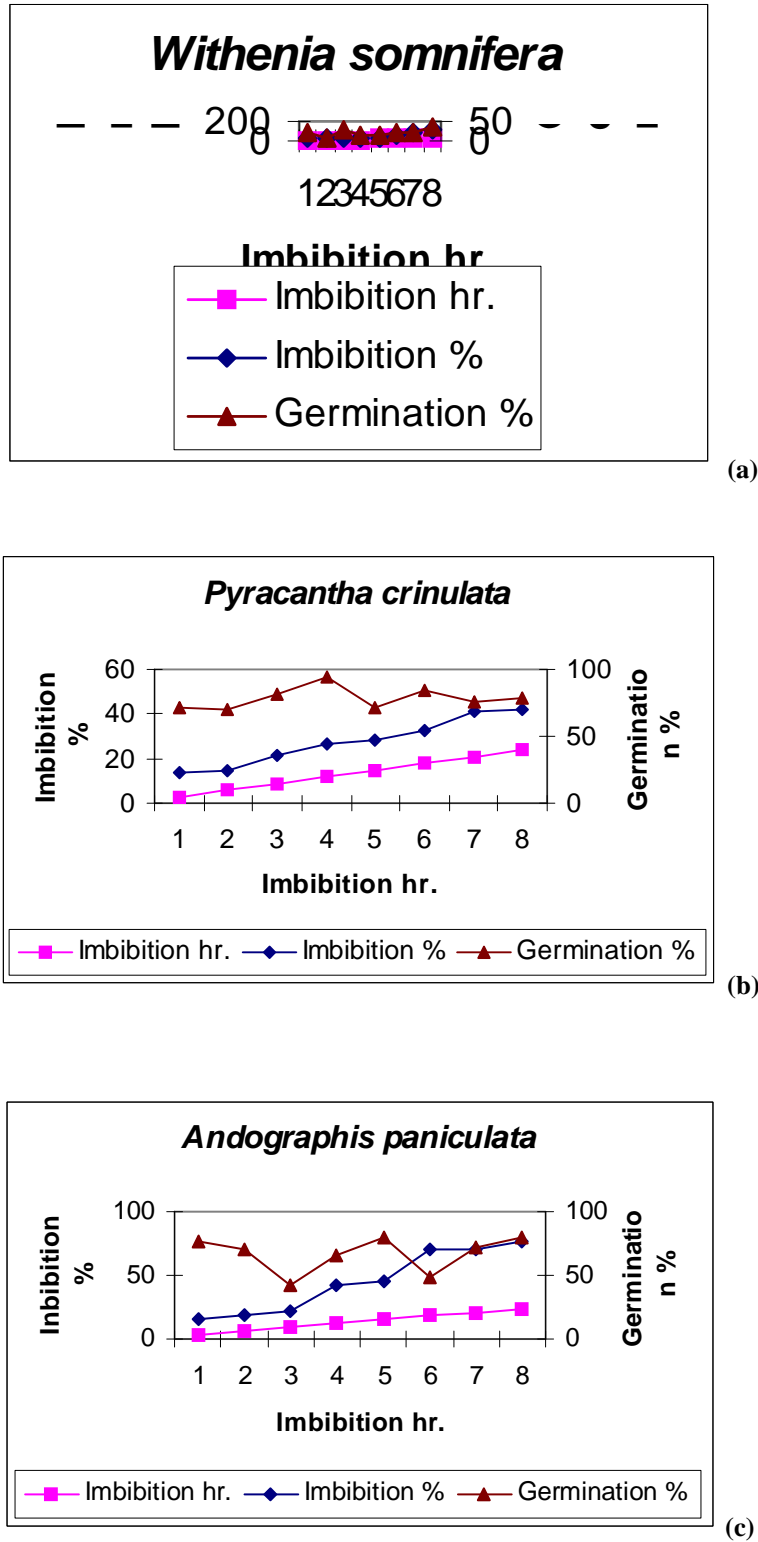 Withenia somnifera
200 50
0 0
12345678
Imbibition hr
Imbibition hr.
Imbibition %
Germination %
(a)
Pyracantha crinulata
Imbibition
%
60
40
20
0
100
50
0
Germinatio
n %
1 2 3 4 5 6 7 8
Imbibition hr.
Imbibition hr. Imbibition % Germination %
(b)
Andographis paniculata
Inbibition
%
100
50
0
100
50
0
Germinatio
n %
1 2 3 4 5 6 7 8
Imbibition hr.
Imbibition hr. Imbibition % Germination %
(c)